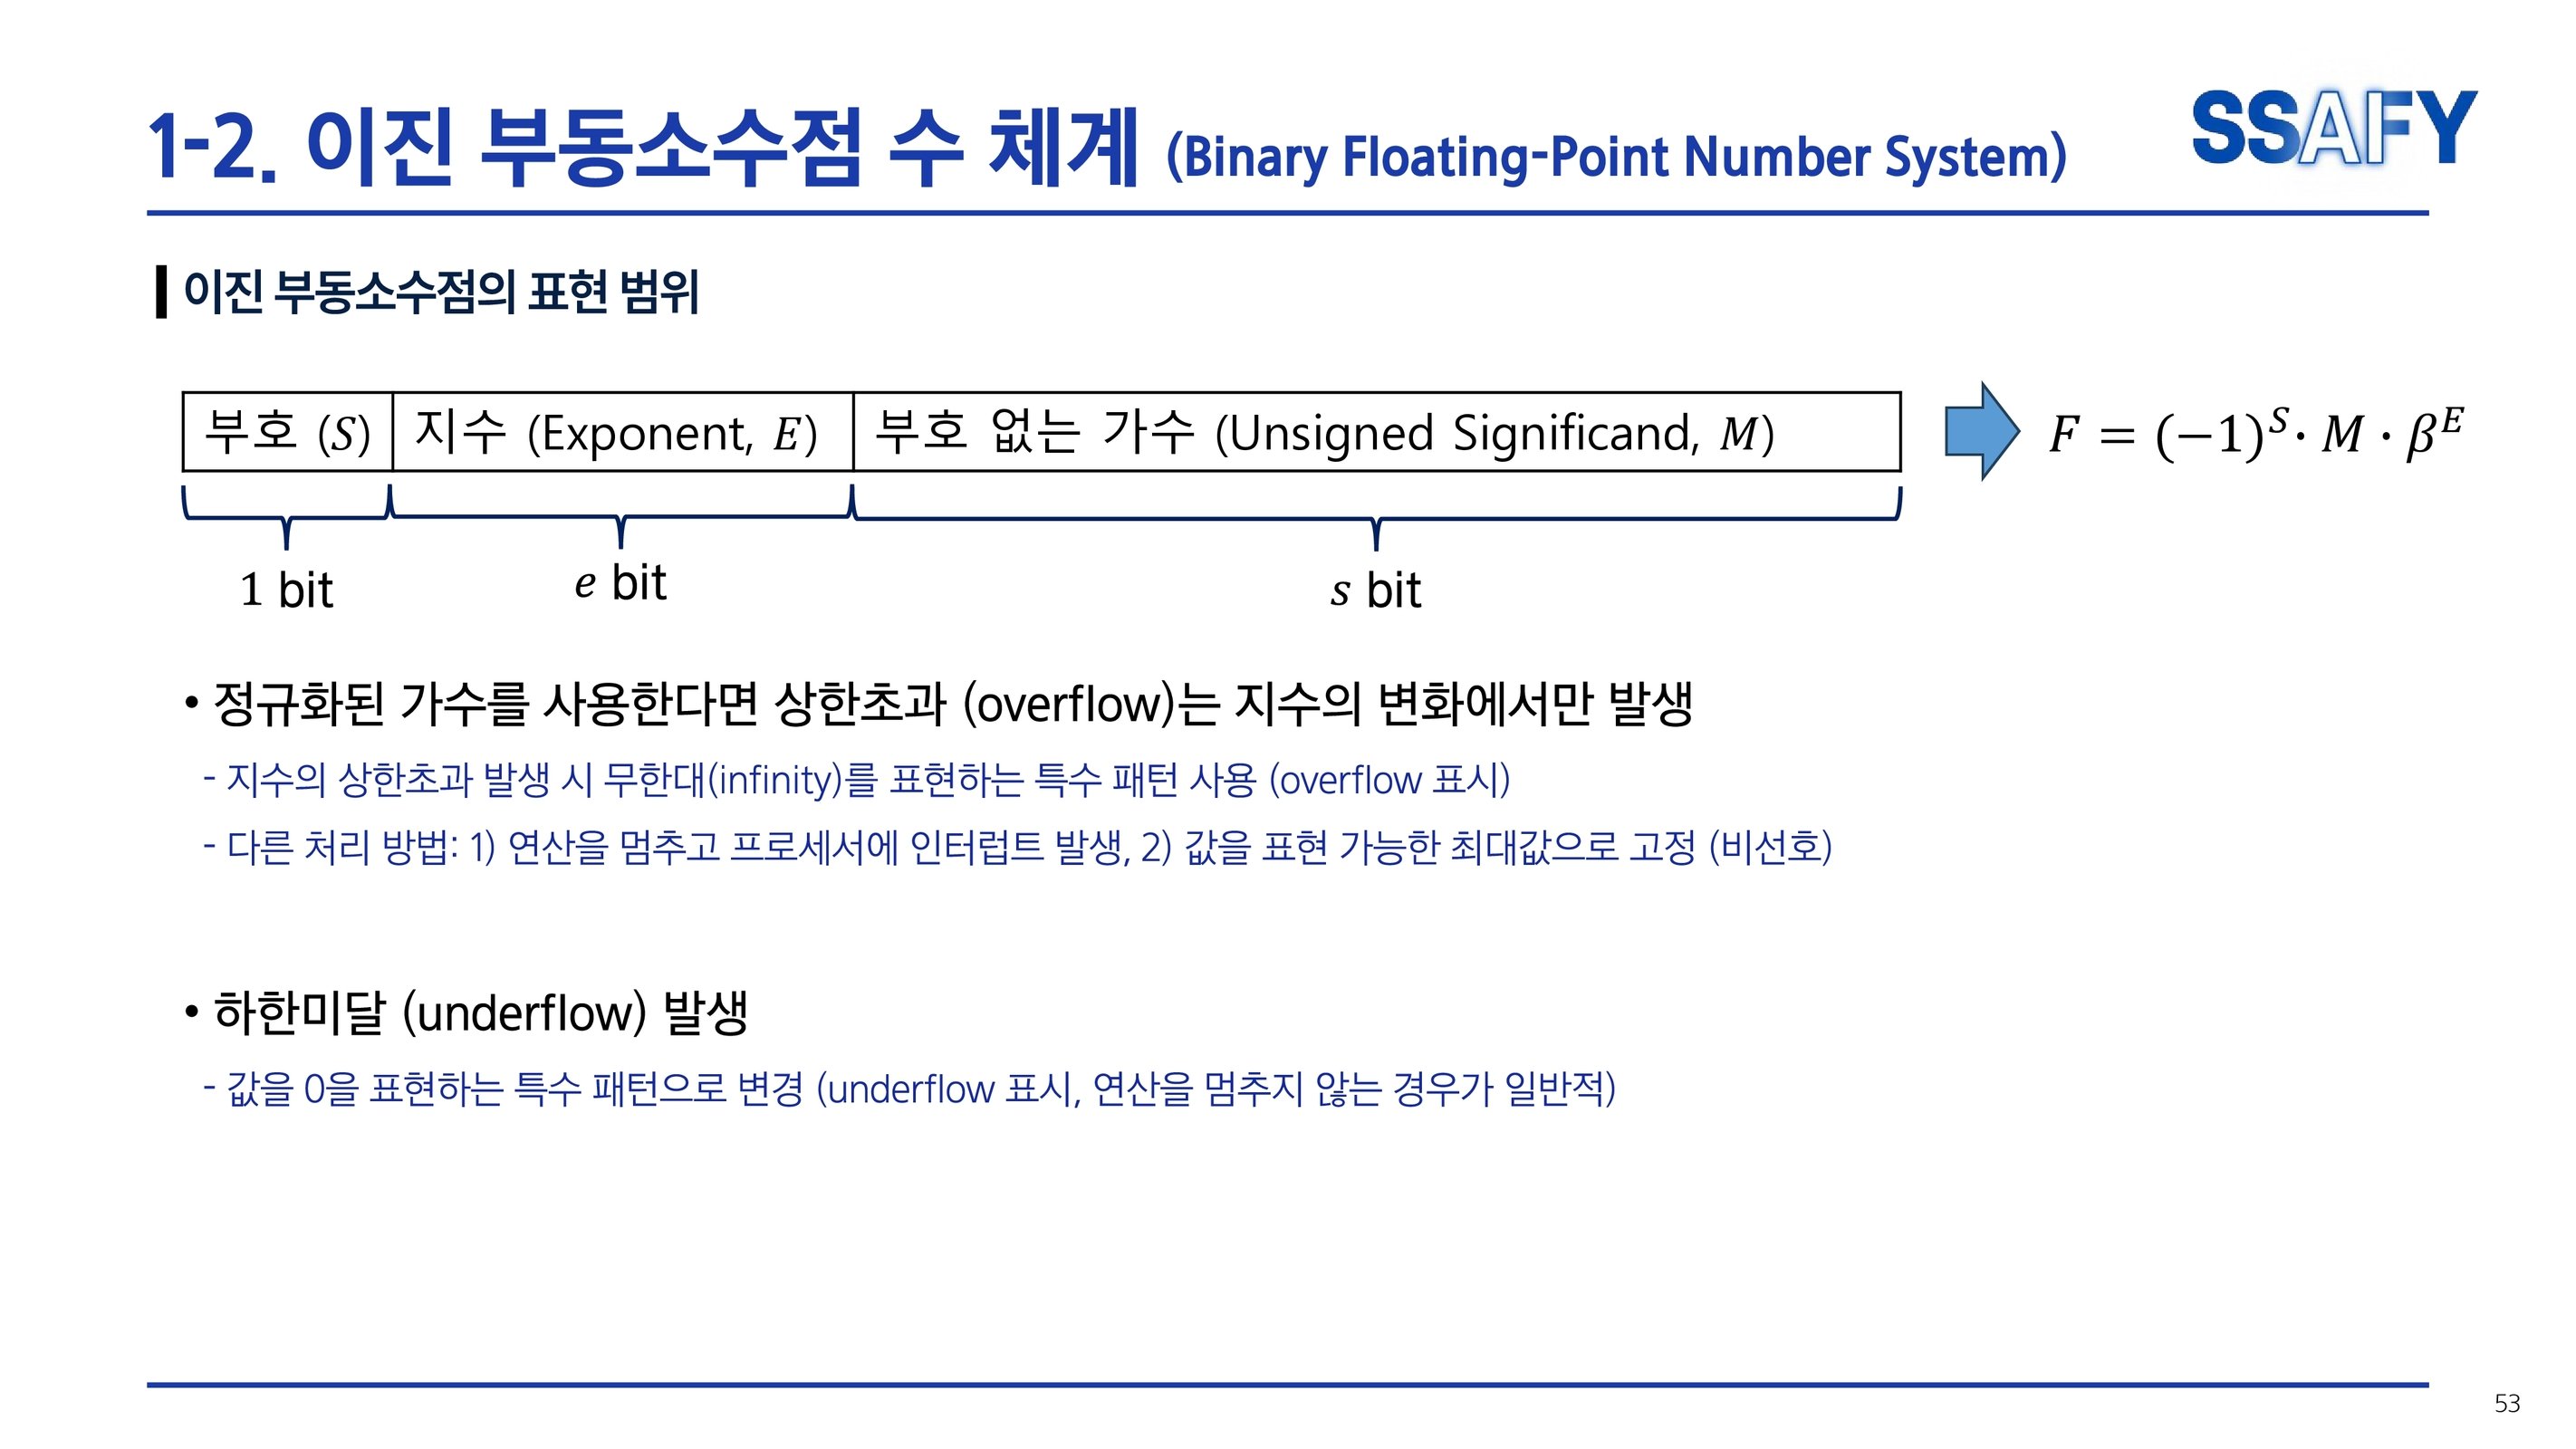 1-2. 이진 부동소수점 수 체계 (Binary Floating-Point Number System)
SSAFY
이진 부동소수점의 표현 범위
부호 (S) 지수 (Exponent, E) 부호 없는 가수 (Unsigned Significand, M)
F = (−1)^S · M · β^E
1 bit
e bit
s bit
• 정규화된 가수를 사용한다면 상한초과 (overflow)는 지수의 변화에서만 발생
- 지수의 상한초과 발생 시 무한대(infinity)를 표현하는 특수 패턴 사용 (overflow 표시)
- 다른 처리 방법: 1) 연산을 멈추고 프로세서에 인터럽트 발생, 2) 값을 표현 가능한 최대값으로 고정 (비선호)
• 하한미달 (underflow) 발생
- 값을 0을 표현하는 특수 패턴으로 변경 (underflow 표시, 연산을 멈추지 않는 경우가 일반적)
53